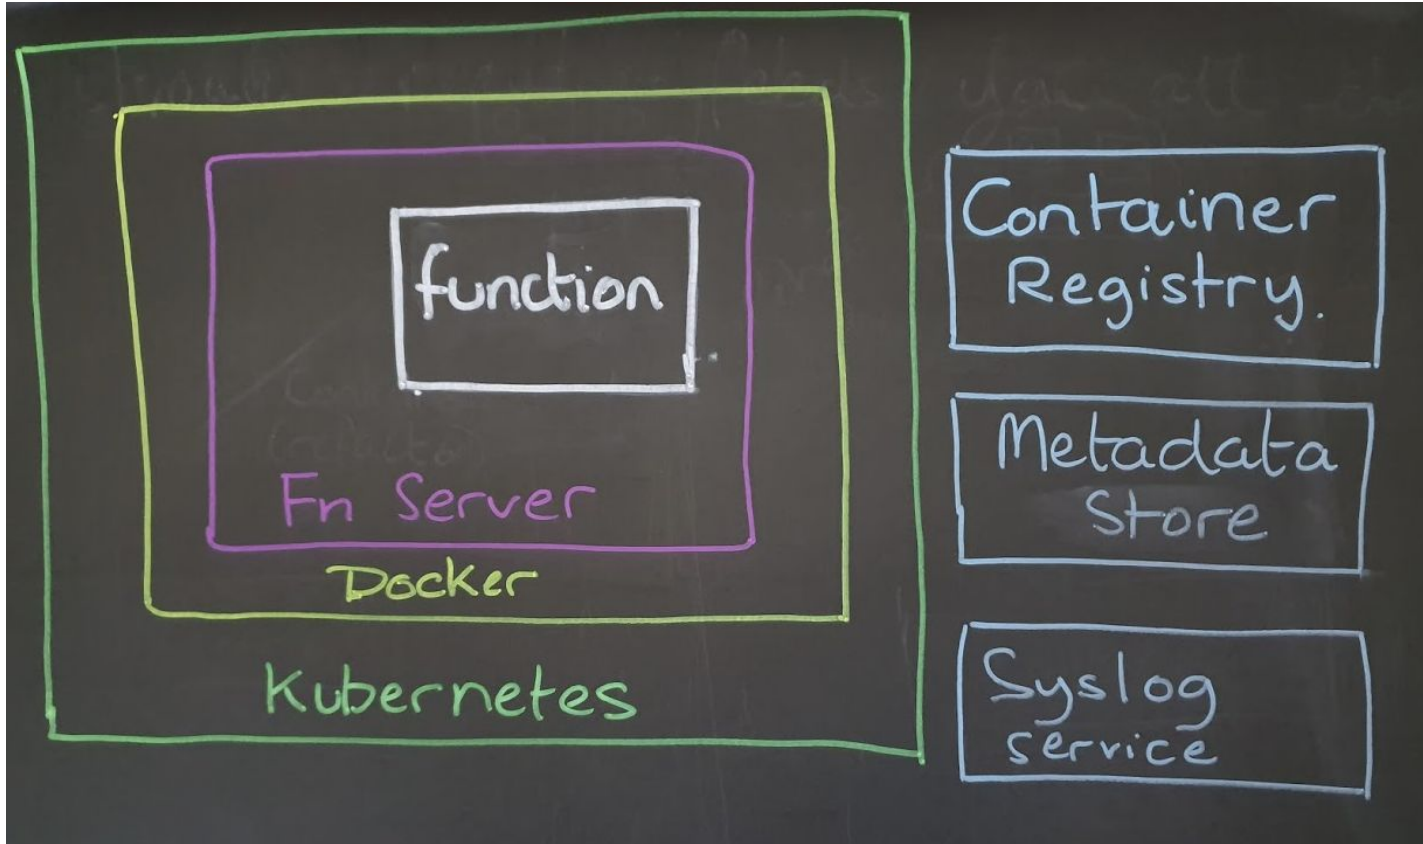 function
Fn Server
Docker
Kubernetes
Container
Registry.
Metadata
Store
Syslog
service